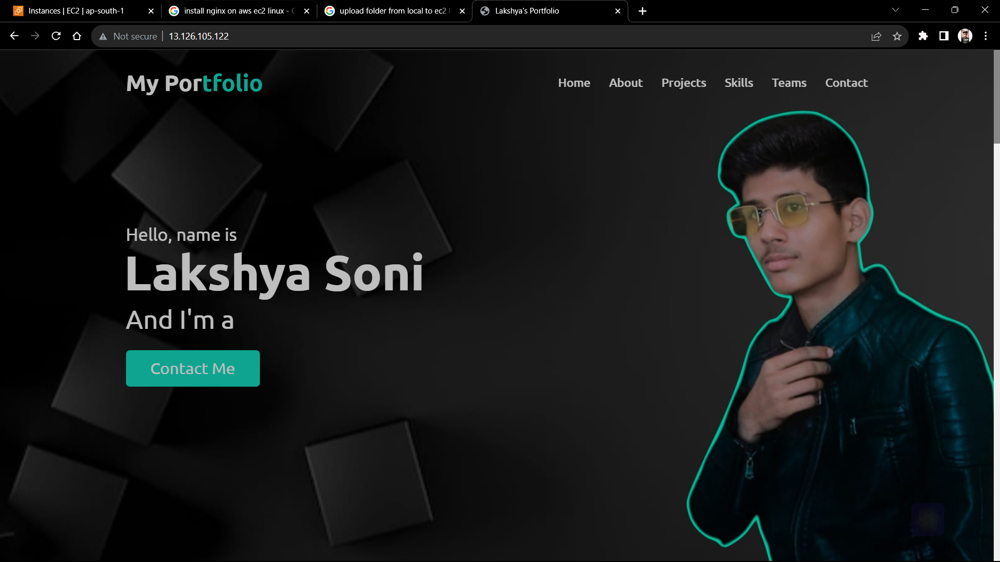 Instances | EC2 | ap-south-1
install nginx on aws ec2 linux - G
upload folder from local to ec2
Lakshya's Portfolio
Not secure
13.126.105.122
My Portfolio
Home
About
Projects
Skills
Teams
Contact
Hello, name is
Lakshya Soni
And I'm a
Contact Me